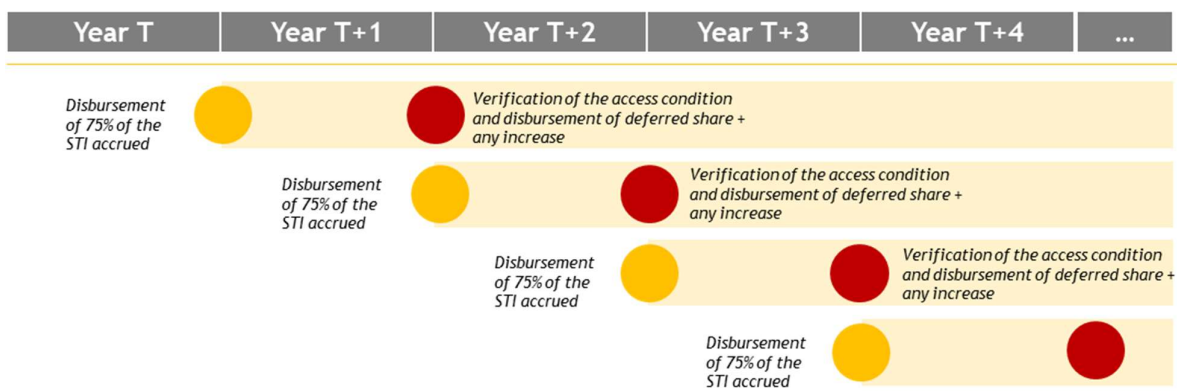 Year T
Year T+1
Year T+2
Year T+3
Year T+4
...
Disbursement
of 75% of the
STI accrued
Verification of the access condition
and disbursement of deferred share +
any increase
Disbursement
of 75% of the
STI accrued
Verification of the access condition
and disbursement of deferred share +
any increase
Disbursement
of 75% of the
STI accrued
Verification of the access condition
and disbursement of deferred share +
any increase
Disbursement
of 75% of the
STI accrued